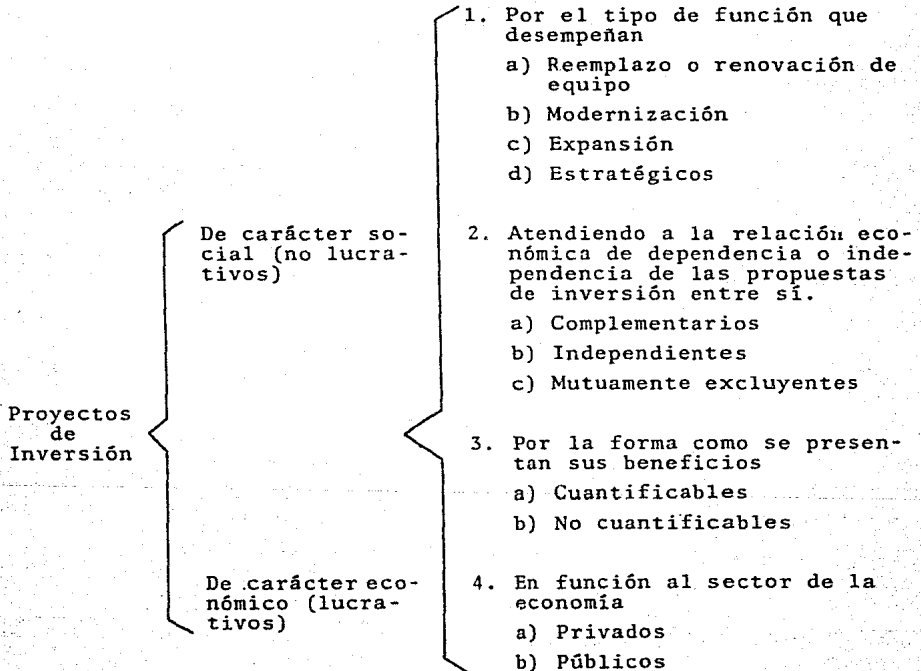 Proyectos
de
Inversión
De carácter so-
cial (no lucra-
tivos)
De carácter eco-
nómico (lucra-
tivos)
1. Por el tipo de función que
desempeñan
a) Reemplazo o renovación de
equipo
b) Modernización
c) Expansión
d) Estratégicos
2. Atendiendo a la relación eco-
nómica de dependencia o inde-
pendencia de las propuestas
de inversión entre sí.
a) Complementarios
b) Independientes
c) Mutuamente excluyentes
3. Por la forma como se presen-
tan sus beneficios
a) Cuantificables
b) No cuantificables
4. En función al sector de la
economía
a) Privados
b) Públicos